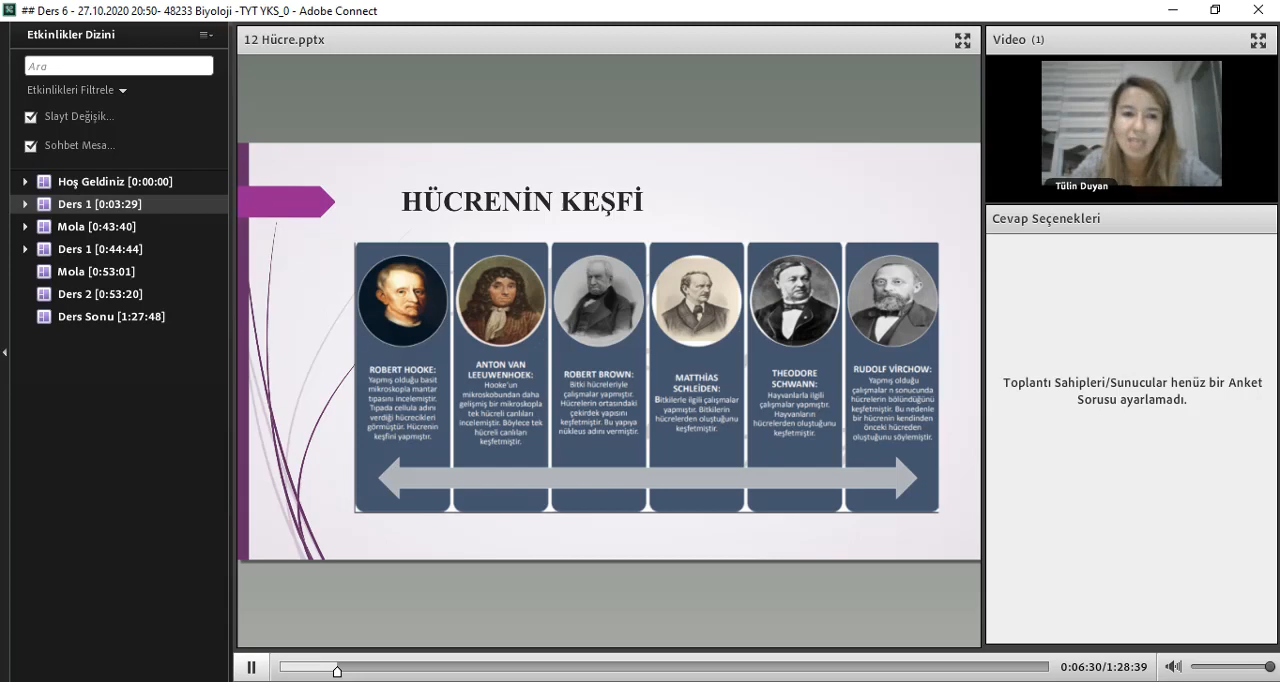 ## Ders 6 - 27.10.2020 20:50- 48233 Biyoloji -TYT YKS_0 - Adobe Connect
Etkinlikler Dizini
Ara
Etkinlikleri Filtrele
Slayt Değişik...
Sohbet Mesa...
Hoş Geldiniz [0:00:00]
Ders 1 [0:03:29]
Mola [0:43:40]
Ders 1 [0:44:44]
Mola [0:53:01]
Ders 2 [0:53:20]
Ders Sonu [1:27:48]
12 Hücre.pptx
HÜCRENİN KEŞFİ
ROBERT HOOKE:
Yapmış olduğu basit
mikroskopla mantar
tıpasını incelemiştir.
Tıpada cellula adını
verdiği hücrecikleri
görmüştür. Hücrenin
keşfini yapmıştır.
ANTON VAN
LEEUWENHOEK:
Hooke'un
mikroskobundan daha
gelişmiş bir mikroskopla
tek hücreli canlıları
incelemiştir. Böylece tek
hücreli canlıları
keşfetmiştir.
ROBERT BROWN:
Bitki hücreleriyle
çalışmalar yapmıştır.
Hücrelerin ortasındaki
çekirdek yapısını
keşfetmiştir. Bu yapıya
nükleus adını vermiştir.
MATTHİAS
SCHLEİDEN:
Bitkilerle ilgili çalışmalar
yapmıştır. Bitkilerin
hücrelerden oluştuğunu
keşfetmiştir.
THEODORE
SCHWANN:
Hayvanlarla ilgili
çalışmalar yapmıştır.
Hayvanların
hücrelerden oluştuğunu
keşfetmiştir.
RUDOLF VİRCHOW:
Yapmış olduğu
çalışmalar n sonucunda
hücrelerin bölündüğünü
keşfetmiştir. Bu nedenle
bir hücrenin kendinden
önceki hücreden
oluştuğunu söylemiştir.
0:06:30/1:28:39
Video (1)
Tülin Duyan
Cevap Seçenekleri
Toplantı Sahipleri/Sunucular henüz bir Anket
Sorusu ayarlamadı.